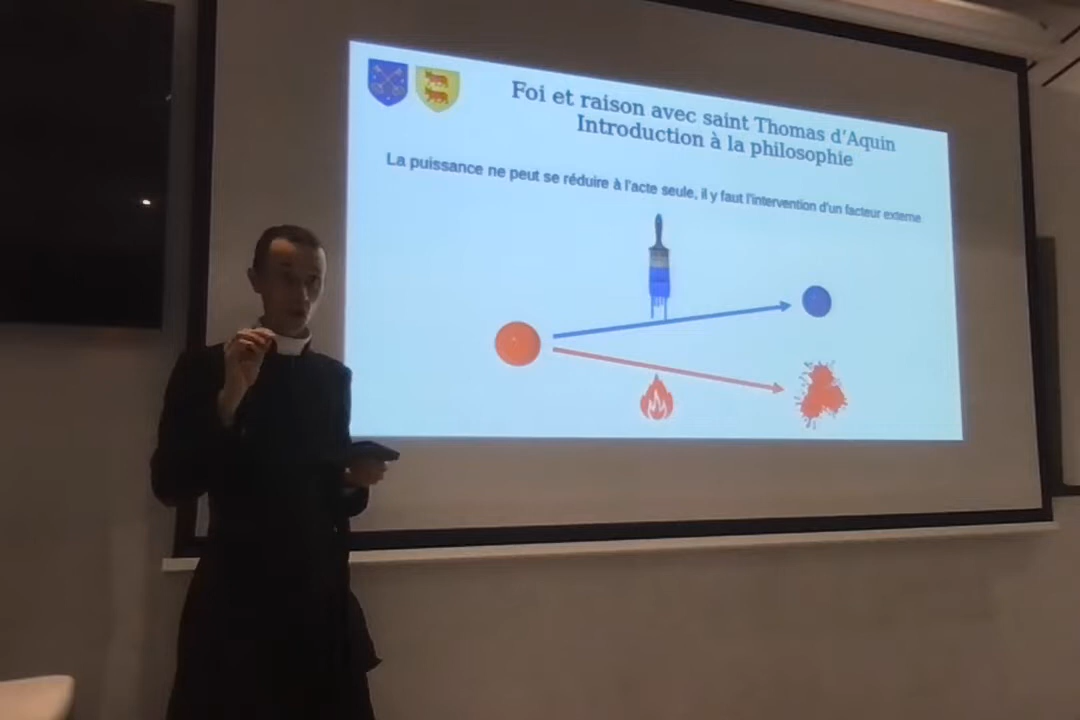 Foi et raison avec saint Thomas d'Aquin
Introduction à la philosophie
La puissance ne peut se réduire à l'acte seule, il y faut l'intervention d'un facteur externe